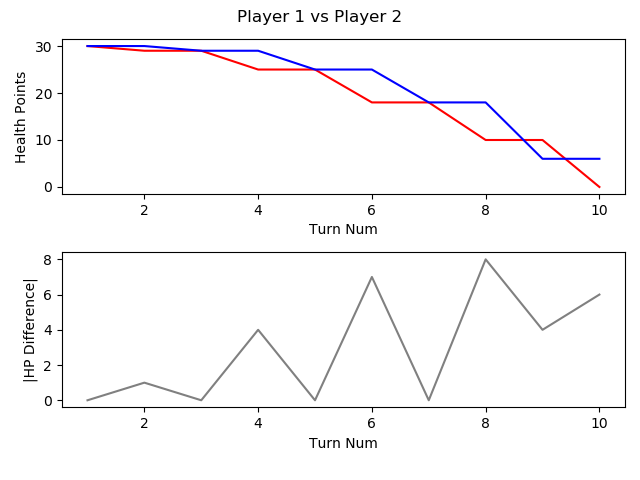 Player 1 vs Player 2
30
20
10
0
Health Points
2 4 6 8 10
Turn Num
8
6
4
2
0
|HP Difference|
2 4 6 8 10
Turn Num